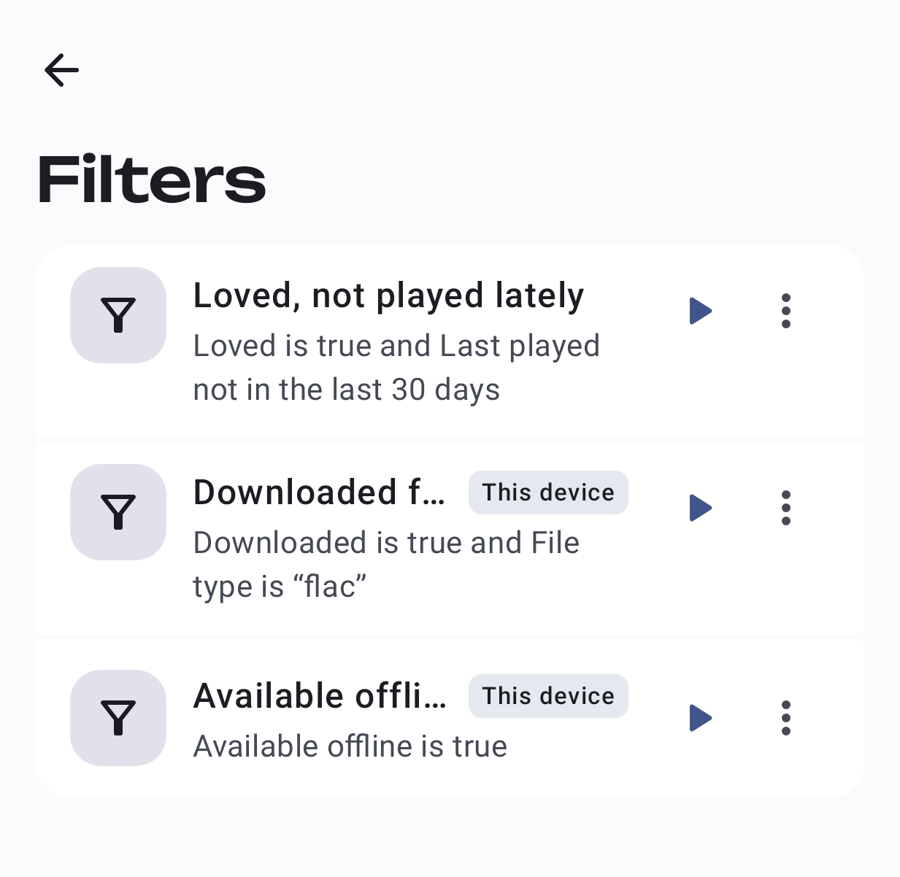 Filters
Loved, not played lately
Loved is true and Last played
not in the last 30 days
Downloaded f… This device
Downloaded is true and File
type is “flac”
Available offli… This device
Available offline is true